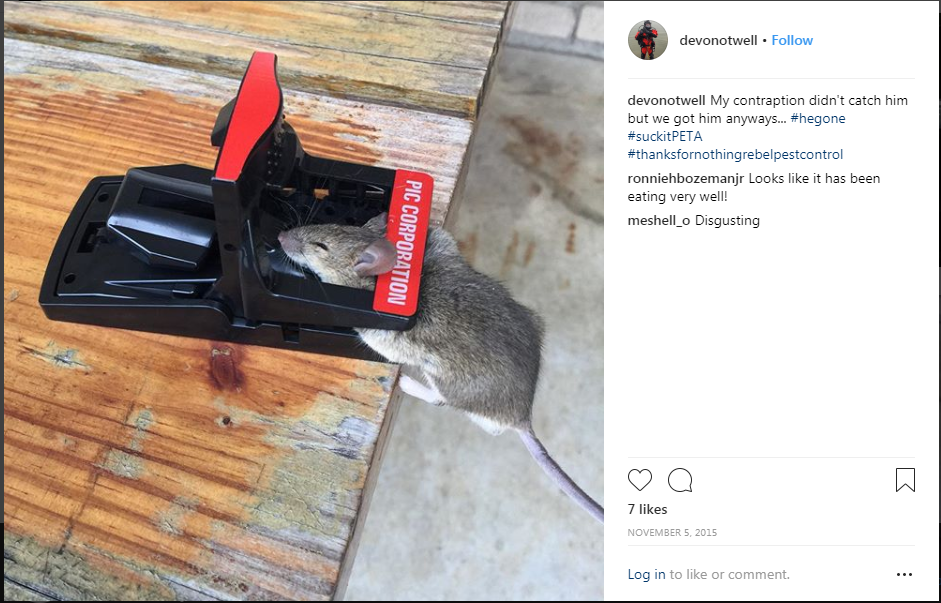 devonotwell • Follow
devonotwell My contraption didn't catch him
but we got him anyways... #hegone
#suckitPETA
#thanksfornothingrebelpestcontrol
ronniehbozemanjr Looks like it has been
eating very well!
meshell_o Disgusting
PIC CORPORATION
7 likes
NOVEMBER 5, 2015
Log in to like or comment.